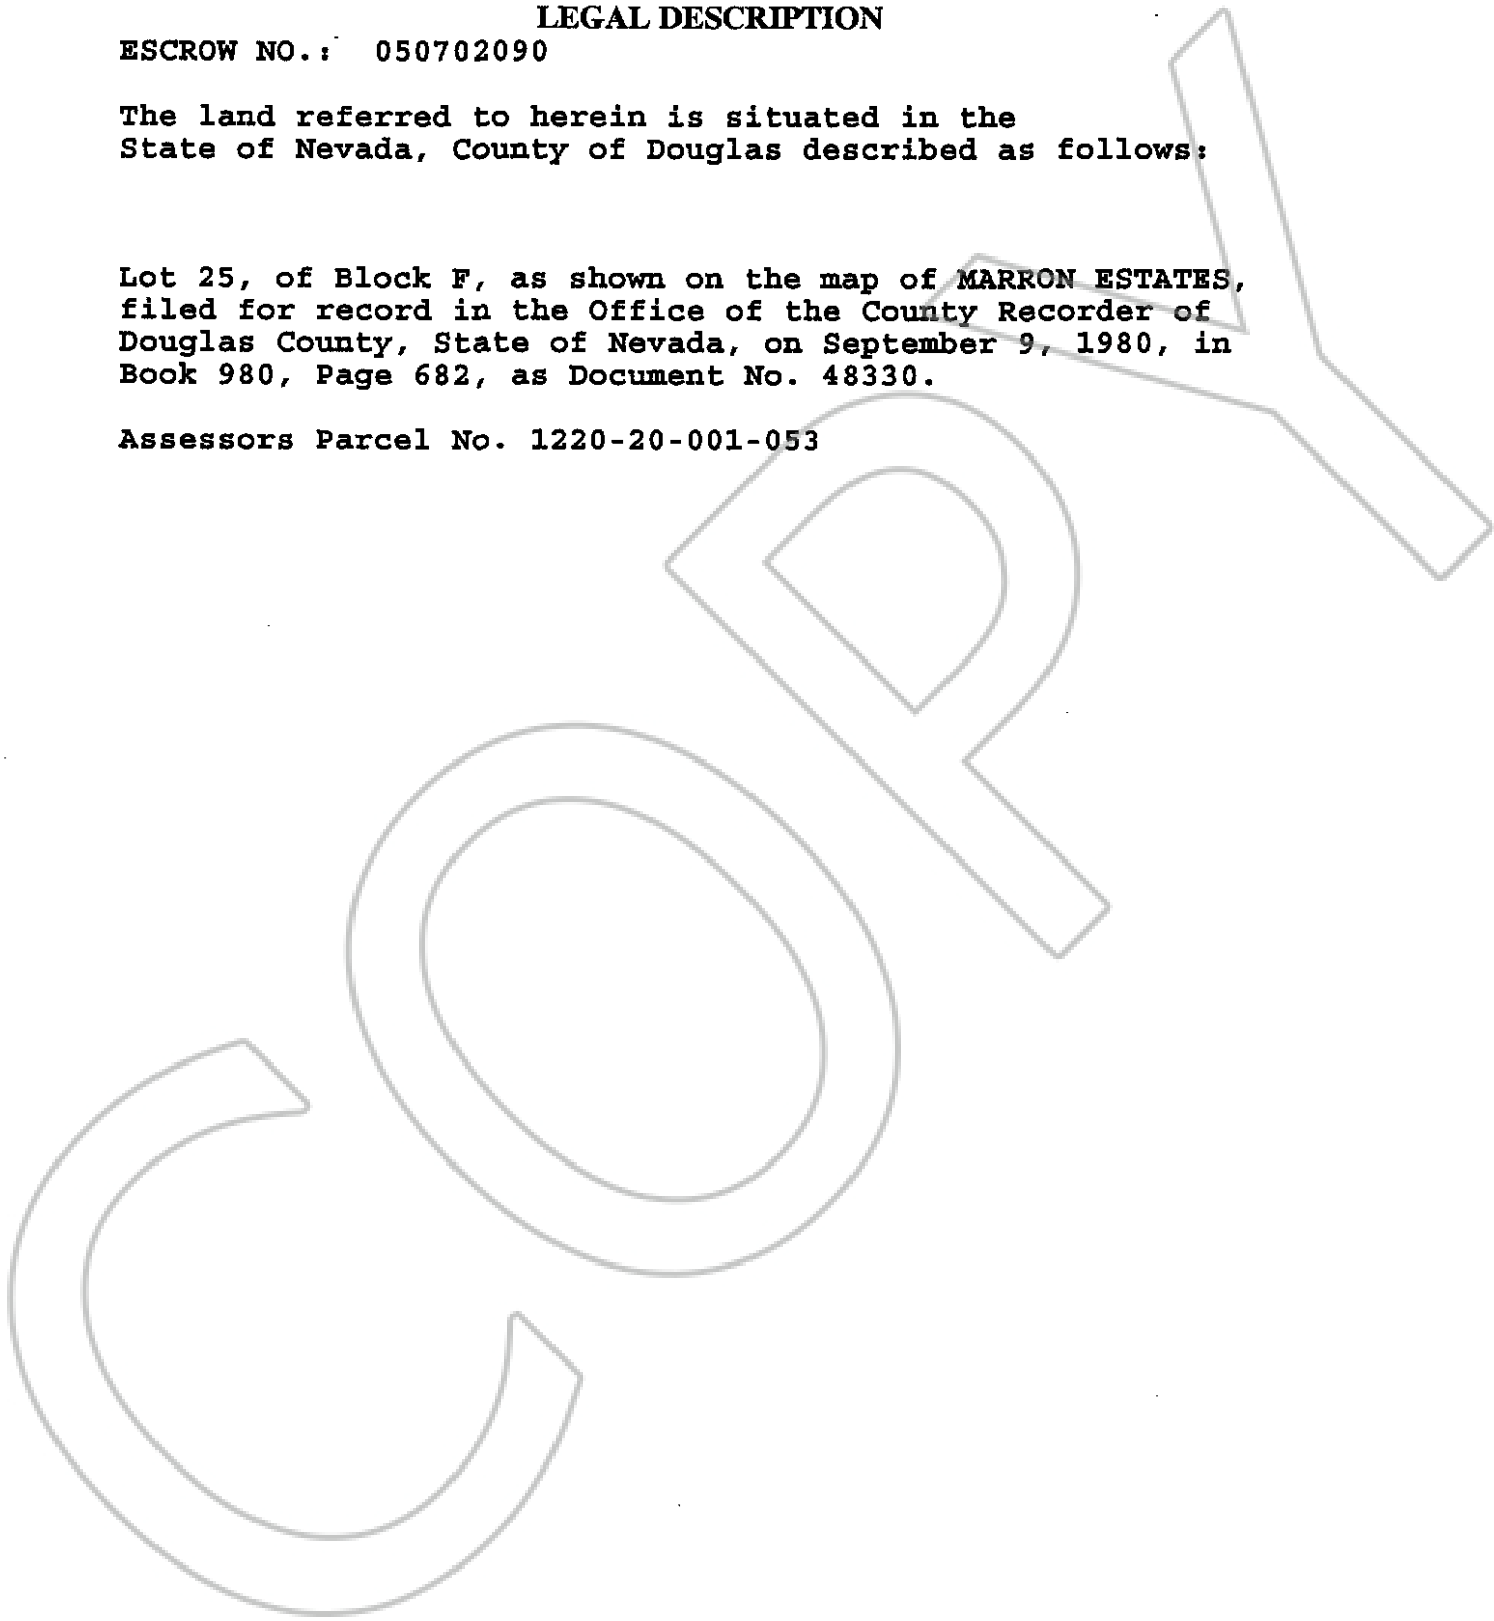 LEGAL DESCRIPTION
ESCROW NO.: 050702090
The land referred to herein is situated in the
State of Nevada, County of Douglas described as follows:
Lot 25, of Block F, as shown on the map of MARRON ESTATES,
filed for record in the Office of the County Recorder of
Douglas County, State of Nevada, on September 9, 1980, in
Book 980, Page 682, as Document No. 48330.
Assessors Parcel No. 1220-20-001-053
COPY